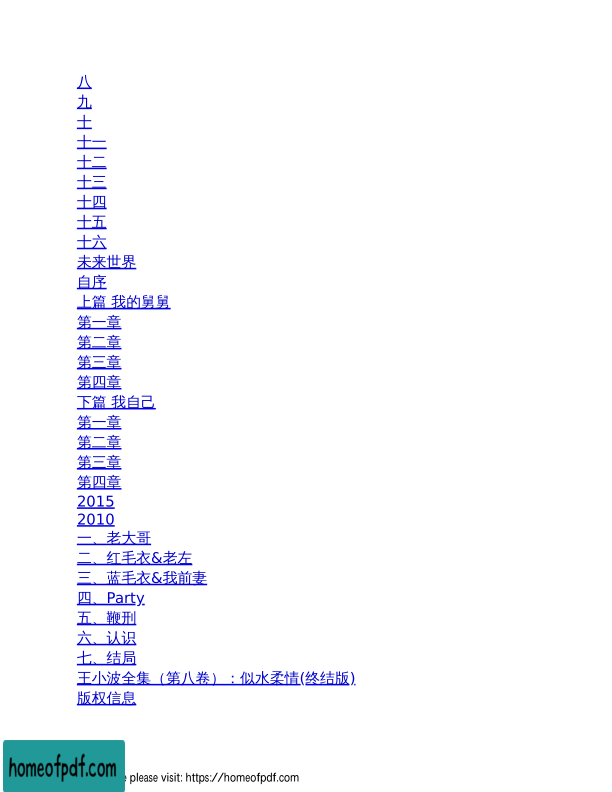 八
九
十
十一
十二
十三
十四
十五
十六
未来世界
自序
上篇 我的舅舅
第一章
第二章
第三章
第四章
下篇 我自己
第一章
第二章
第三章
第四章
2015
2010
一、老大哥
二、红毛衣&老左
三、蓝毛衣&我前妻
四、Party
五、鞭刑
六、认识
七、结局
王小波全集（第八卷）：似水柔情(终结版)
版权信息
homeofpdf.com
e please visit: https://homeofpdf.com